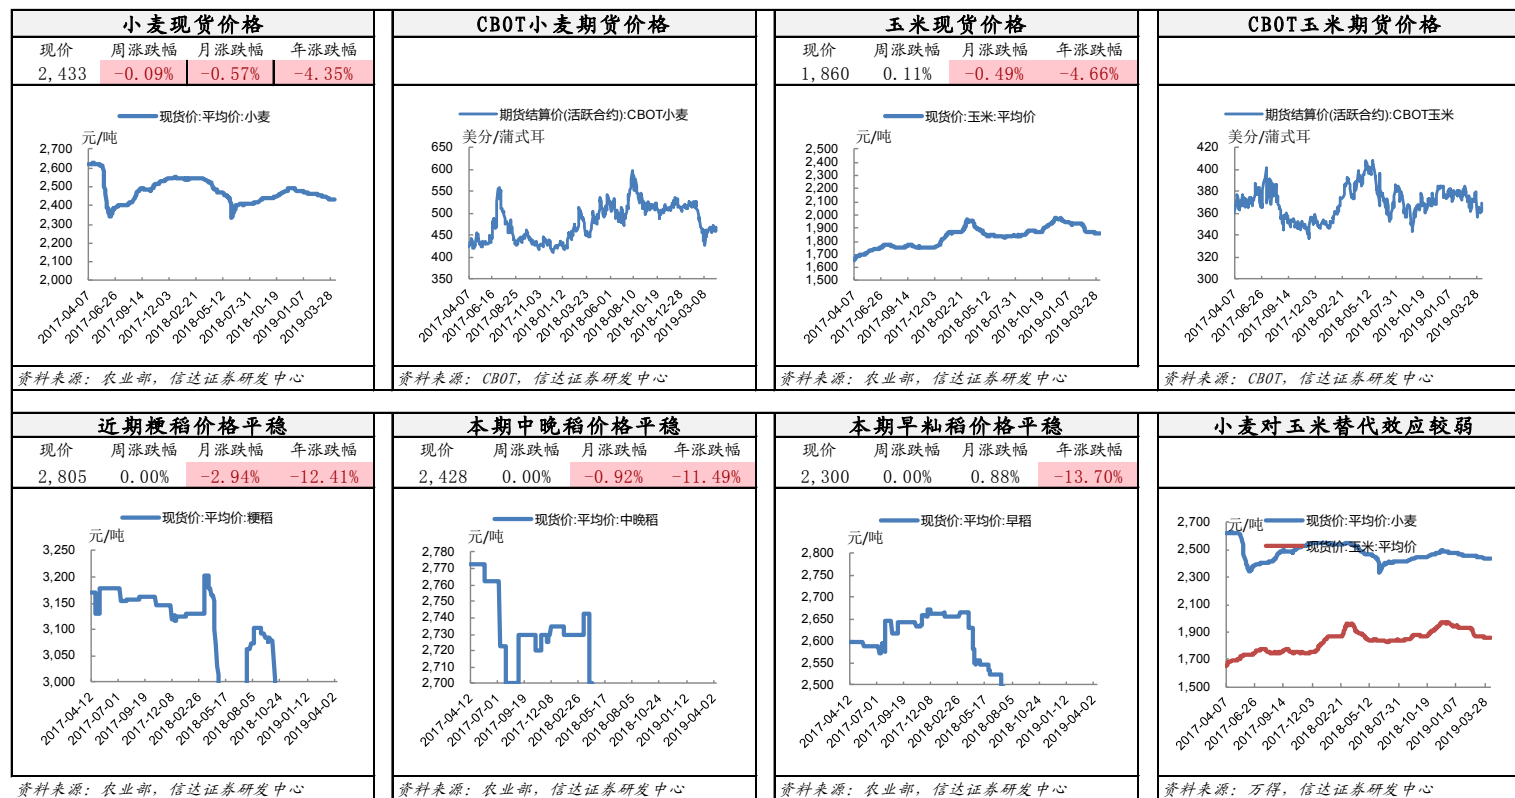 小麦现货价格
现价 周涨跌幅 月涨跌幅 年涨跌幅
2,433 -0.09% -0.57% -4.35%
现货价:平均价:小麦
元/吨
2,700
2,600
2,500
2,400
2,300
2,200
2,100
2,000
2017-04-07 2017-06-26 2017-09-14 2017-12-03 2018-02-21 2018-05-12 2018-07-31 2018-10-19 2019-01-07 2019-03-28
资料来源: 农业部, 信达证券研发中心
CBOT小麦期货价格
期货结算价(活跃合约):CBOT小麦
美分/蒲式耳
650
600
550
500
450
400
350
2017-04-07 2017-06-16 2017-08-25 2017-11-03 2018-01-12 2018-03-23 2018-06-01 2018-08-10 2018-10-19 2018-12-28 2019-03-08
资料来源: CBOT, 信达证券研发中心
玉米现货价格
现价 周涨跌幅 月涨跌幅 年涨跌幅
1,860 0.11% -0.49% -4.66%
现货价:玉米:平均价
元/吨
2,500
2,400
2,300
2,200
2,100
2,000
1,900
1,800
1,700
1,600
1,500
2017-04-07 2017-06-26 2017-09-14 2017-12-03 2018-02-21 2018-05-12 2018-07-31 2018-10-19 2019-01-07 2019-03-28
资料来源: 农业部, 信达证券研发中心
CBOT玉米期货价格
期货结算价(活跃合约):CBOT玉米
美分/蒲式耳
420
400
380
360
340
320
300
2017-04-07 2017-06-26 2017-09-14 2017-12-03 2018-02-21 2018-05-12 2018-07-31 2018-10-19 2019-01-07 2019-03-28
资料来源: CBOT, 信达证券研发中心
近期粳稻价格平稳
现价 周涨跌幅 月涨跌幅 年涨跌幅
2,805 0.00% -2.94% -12.41%
现货价:平均价:粳稻
元/吨
3,250
3,200
3,150
3,100
3,050
3,000
2017-04-12 2017-07-01 2017-09-19 2017-12-08 2018-02-26 2018-05-17 2018-08-05 2018-10-24 2019-01-12 2019-04-02
资料来源: 农业部, 信达证券研发中心
本期中晚稻价格平稳
现价 周涨跌幅 月涨跌幅 年涨跌幅
2,428 0.00% -0.92% -11.49%
现货价:平均价:中晚稻
元/吨
2,780
2,770
2,760
2,750
2,740
2,730
2,720
2,710
2,700
2017-04-12 2017-07-01 2017-09-19 2017-12-08 2018-02-26 2018-05-17 2018-08-05 2018-10-24 2019-01-12 2019-04-02
资料来源: 农业部, 信达证券研发中心
本期早籼稻价格平稳
现价 周涨跌幅 月涨跌幅 年涨跌幅
2,300 0.00% 0.88% -13.70%
现货价:平均价:早稻
元/吨
2,800
2,750
2,700
2,650
2,600
2,550
2,500
2017-04-12 2017-07-01 2017-09-19 2017-12-08 2018-02-26 2018-05-17 2018-08-05 2018-10-24 2019-01-12 2019-04-02
资料来源: 农业部, 信达证券研发中心
小麦对玉米替代效应较弱
元/吨
现货价:平均价:小麦
现货价:玉米:平均价
2,700
2,500
2,300
2,100
1,900
1,700
1,500
2017-04-07 2017-06-26 2017-09-14 2017-12-03 2018-02-21 2018-05-12 2018-07-31 2018-10-19 2019-01-07 2019-03-28
资料来源: 万得, 信达证券研发中心